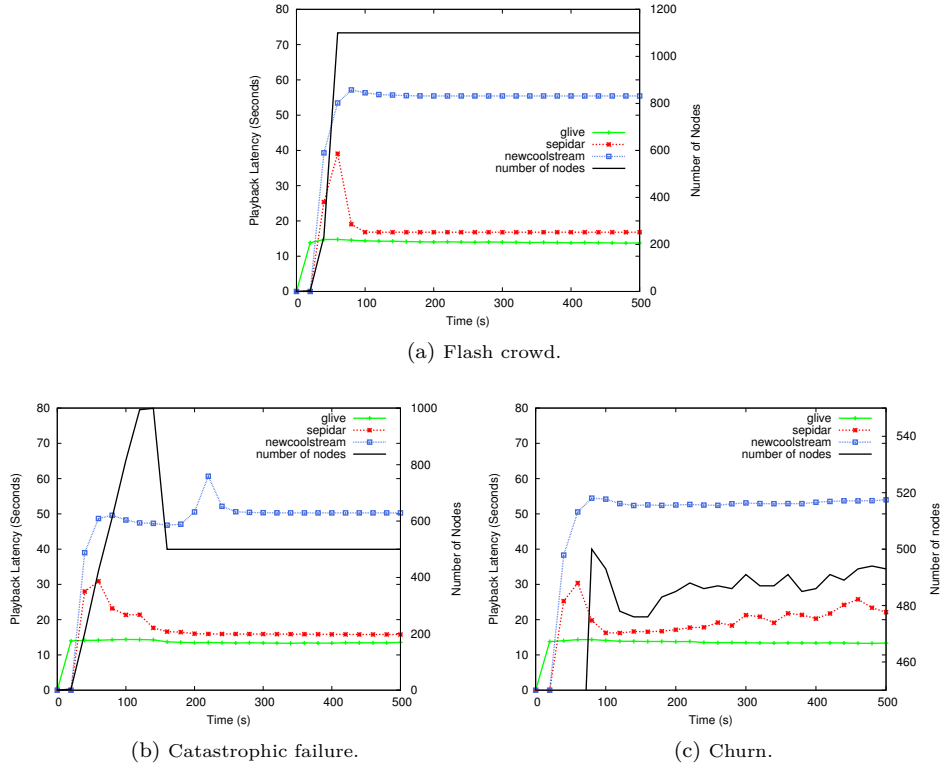 80
70
60
50
40
30
20
10
0
Playback Latency (Seconds)
1200
1000
800
600
400
200
0
Number of Nodes
glive
sepidar
newcoolstream
number of nodes
0 100 200 300 400 500
Time (s)
(a) Flash crowd.
80
70
60
50
40
30
20
10
0
Playback Latency (Seconds)
1000
800
600
400
200
0
Number of Nodes
glive
sepidar
newcoolstream
number of nodes
0 100 200 300 400 500
Time (s)
(b) Catastrophic failure.
80
70
60
50
40
30
20
10
0
Playback Latency (Seconds)
540
520
500
480
460
Number of nodes
glive
sepidar
newcoolstream
number of nodes
0 100 200 300 400 500
Time (s)
(c) Churn.